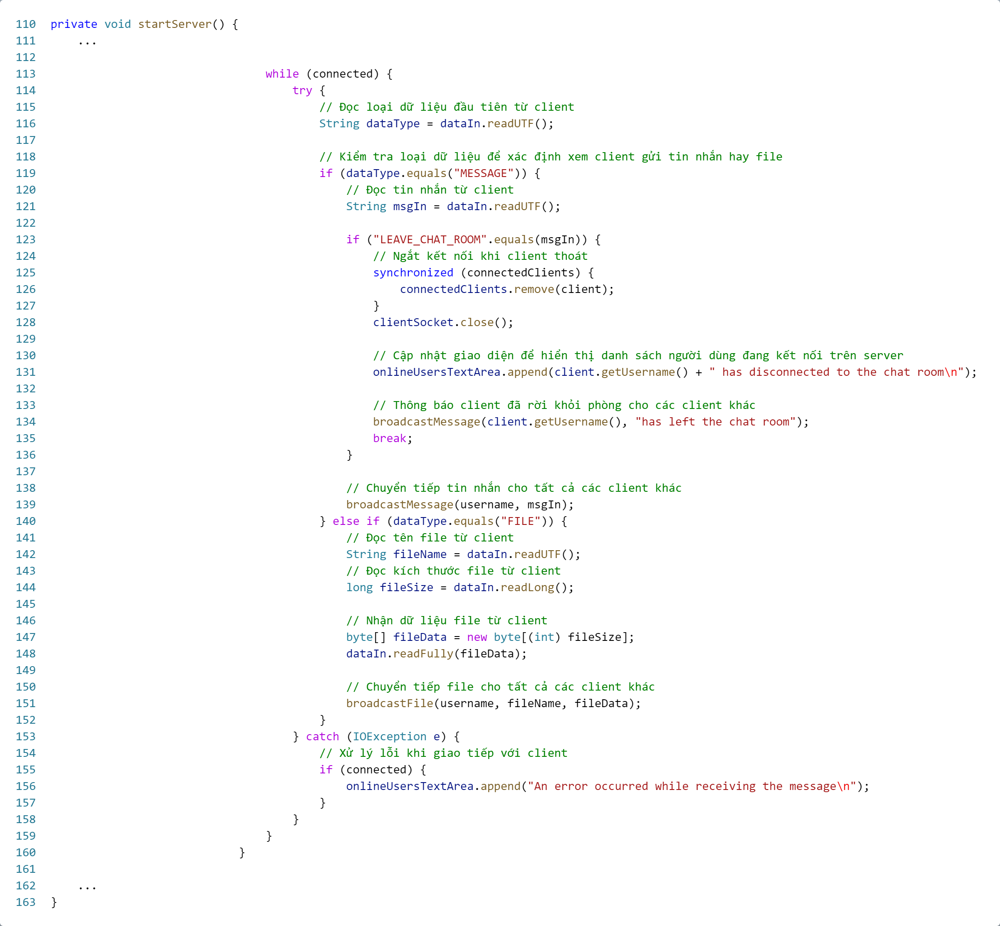 110 private void startServer() {
111     ...
112
113                                 while (connected) {
114                                     try {
115                                         // Đọc loại dữ liệu đầu tiên từ client
116                                         String dataType = dataIn.readUTF();
117
118                                         // Kiểm tra loại dữ liệu để xác định xem client gửi tin nhắn hay file
119                                         if (dataType.equals("MESSAGE")) {
120                                             // Đọc tin nhắn từ client
121                                             String msgIn = dataIn.readUTF();
122
123                                             if ("LEAVE_CHAT_ROOM".equals(msgIn)) {
124                                                 // Ngắt kết nối khi client thoát
125                                                 synchronized (connectedClients) {
126                                                     connectedClients.remove(client);
127                                                 }
128                                                 clientSocket.close();
129
130                                                 // Cập nhật giao diện để hiển thị danh sách người dùng đang kết nối trên server
131                                                 onlineUsersTextArea.append(client.getUsername() + " has disconnected to the chat room\n");
132
133                                                 // Thông báo client đã rời khỏi phòng cho các client khác
134                                                 broadcastMessage(client.getUsername(), "has left the chat room");
135                                                 break;
136                                             }
137
138                                             // Chuyển tiếp tin nhắn cho tất cả các client khác
139                                             broadcastMessage(username, msgIn);
140                                         } else if (dataType.equals("FILE")) {
141                                             // Đọc tên file từ client
142                                             String fileName = dataIn.readUTF();
143                                             // Đọc kích thước file từ client
144                                             long fileSize = dataIn.readLong();
145
146                                             // Nhận dữ liệu file từ client
147                                             byte[] fileData = new byte[(int) fileSize];
148                                             dataIn.readFully(fileData);
149
150                                             // Chuyển tiếp file cho tất cả các client khác
151                                             broadcastFile(username, fileName, fileData);
152                                         }
153                                     } catch (IOException e) {
154                                         // Xử lý lỗi khi giao tiếp với client
155                                         if (connected) {
156                                             onlineUsersTextArea.append("An error occurred while receiving the message\n");
157                                         }
158                                     }
159                                 }
160                             }
161
162     ...
163 }